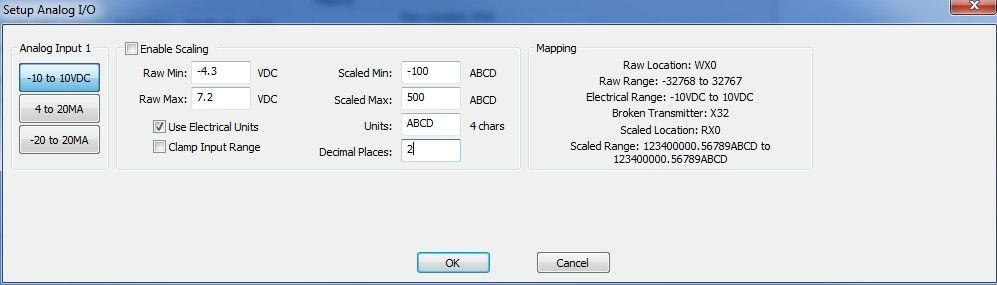 Setup Analog I/O
X
Analog Input 1
-10 to 10VDC
4 to 20MA
-20 to 20MA
Enable Scaling
Raw Min: -4.3 VDC
Scaled Min: -100 ABCD
Raw Max: 7.2 VDC
Scaled Max: 500 ABCD
Use Electrical Units
Units: ABCD 4 chars
Clamp Input Range
Decimal Places: 2
Mapping
Raw Location: WX0
Raw Range: -32768 to 32767
Electrical Range: -10VDC to 10VDC
Broken Transmitter: X32
Scaled Location: RX0
Scaled Range: 123400000.56789ABCD to
123400000.56789ABCD
OK
Cancel